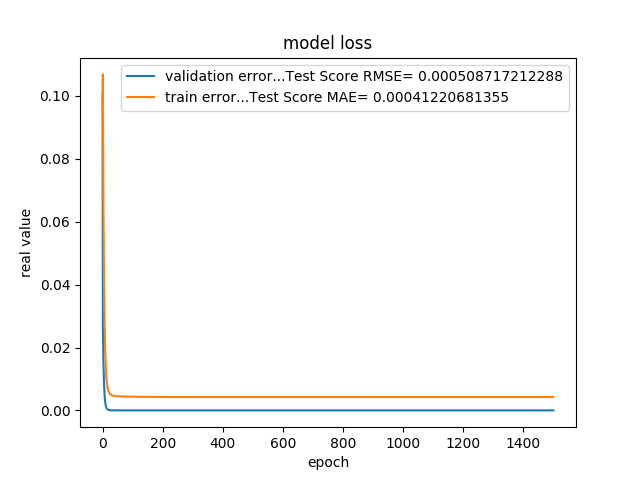 model loss
validation error...Test Score RMSE= 0.000508717212288
train error...Test Score MAE= 0.00041220681355
0.10
0.08
0.06
0.04
0.02
0.00
real value
0 200 400 600 800 1000 1200 1400
epoch